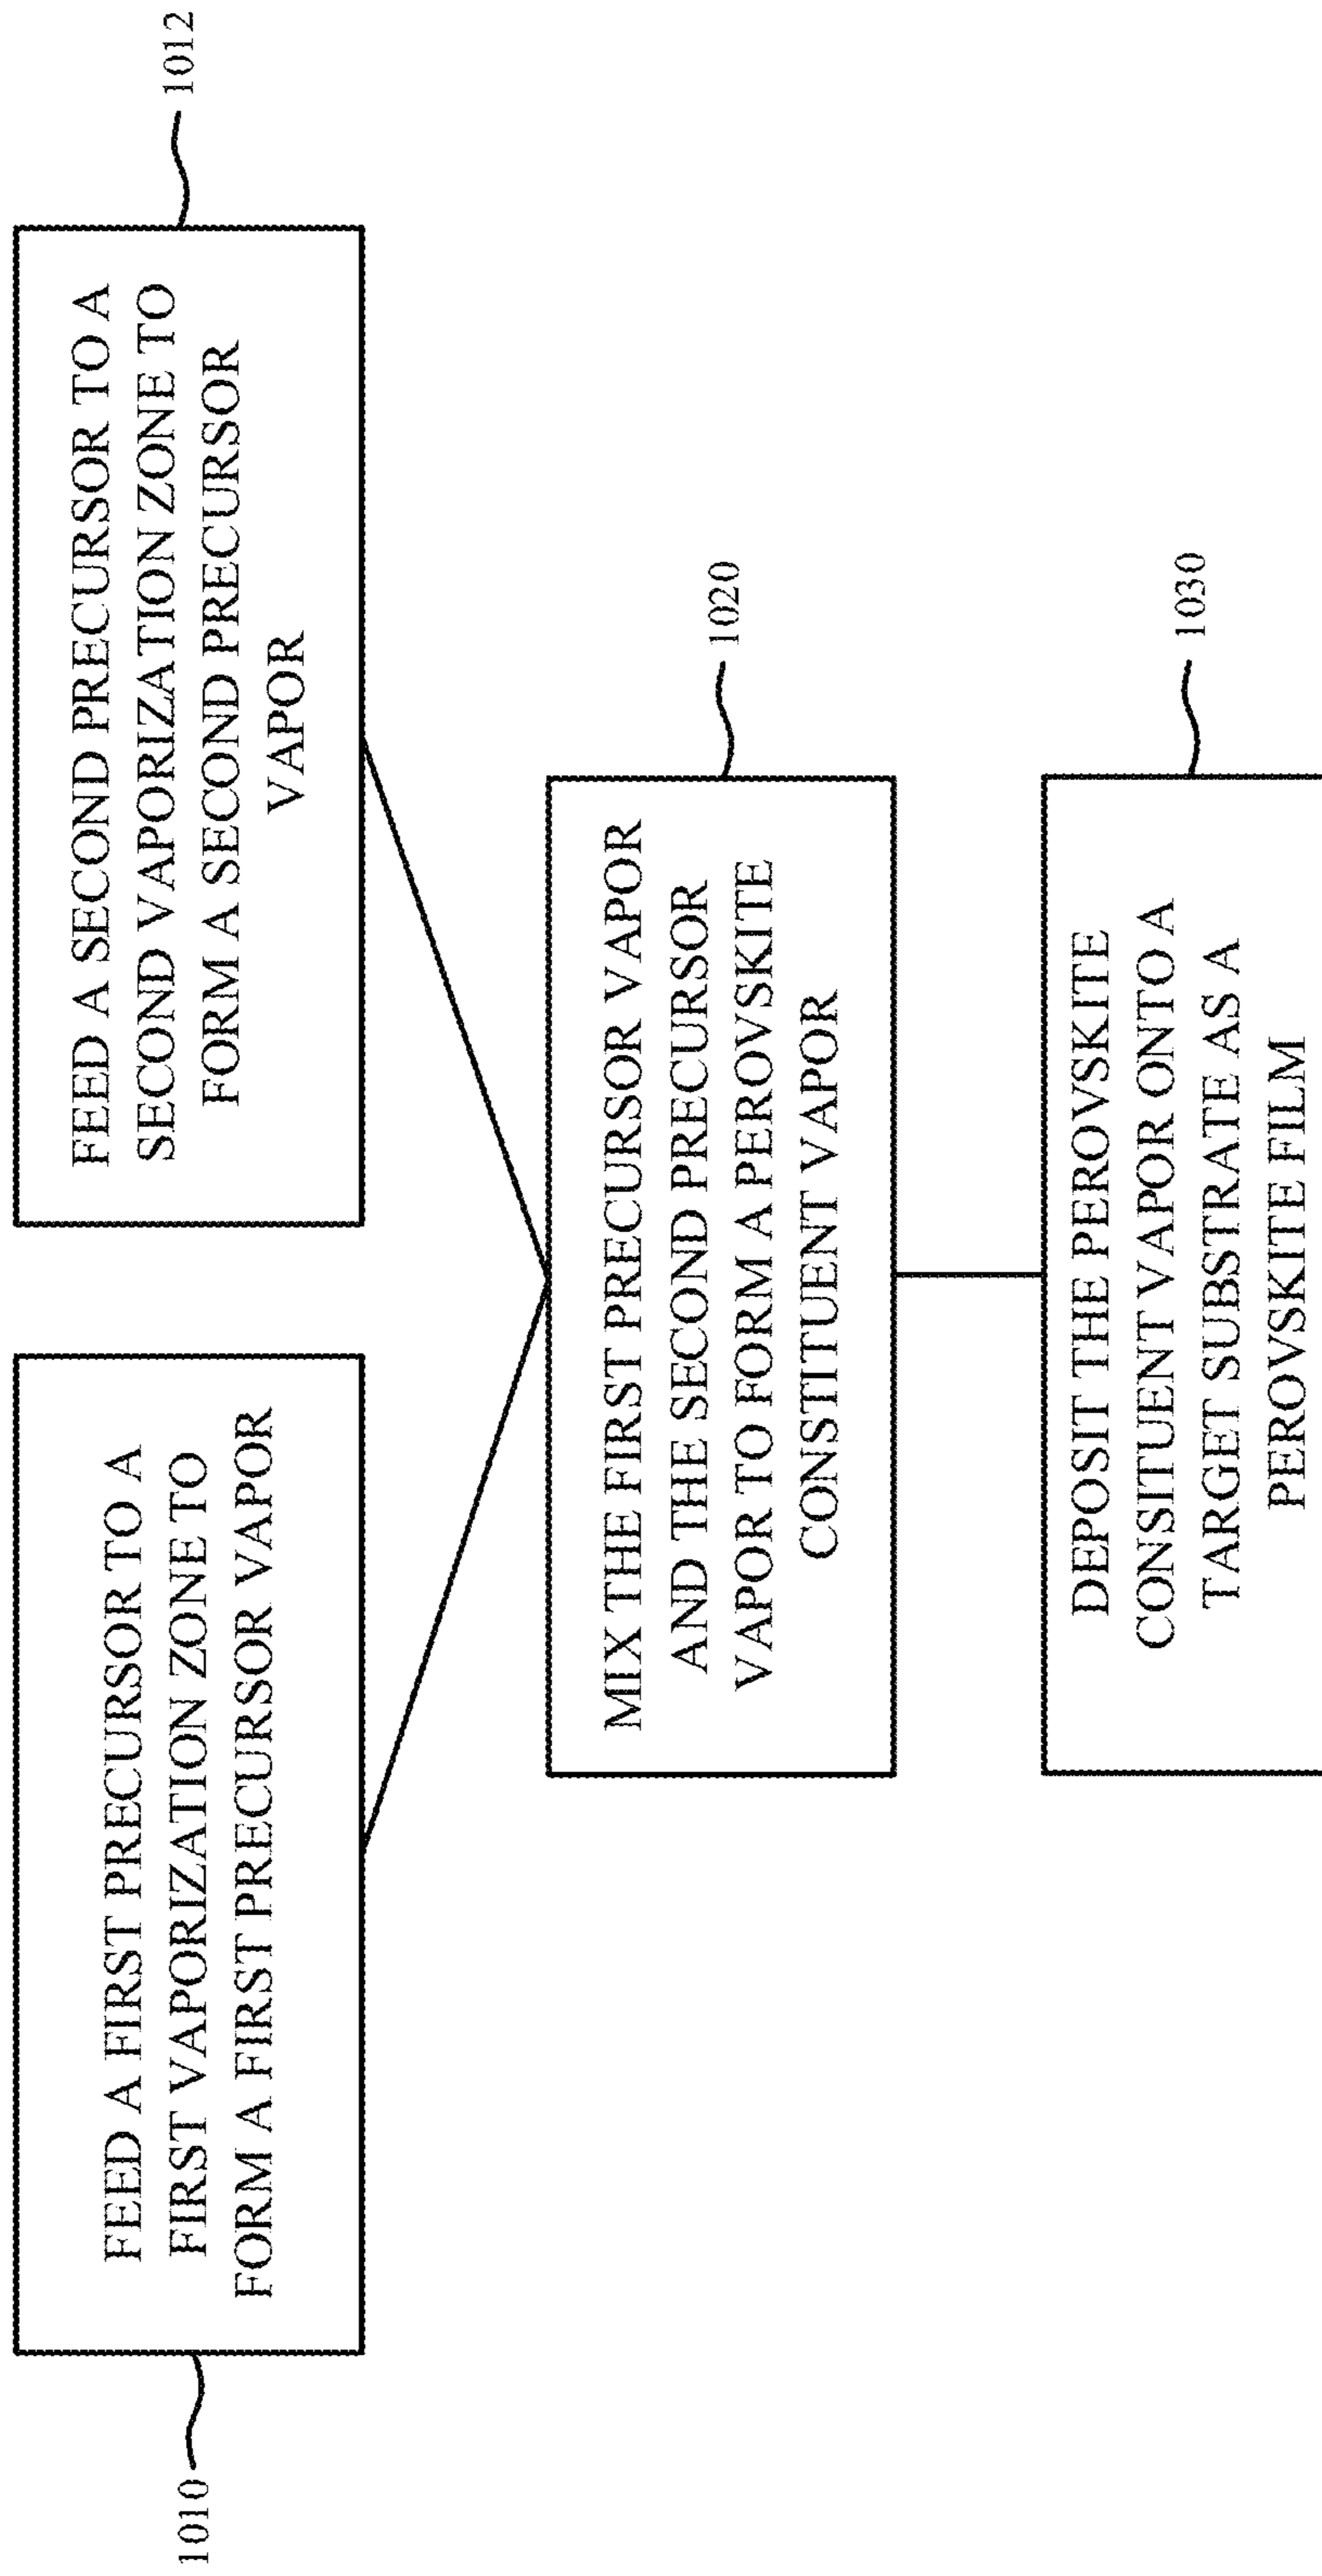 1010
FEED A FIRST PRECURSOR TO A
FIRST VAPORIZATION ZONE TO
FORM A FIRST PRECURSOR VAPOR
FEED A SECOND PRECURSOR TO A
SECOND VAPORIZATION ZONE TO
FORM A SECOND PRECURSOR
VAPOR
1012
MIX THE FIRST PRECURSOR VAPOR
AND THE SECOND PRECURSOR
VAPOR TO FORM A PEROVSKITE
CONSTITUENT VAPOR
1020
DEPOSIT THE PEROVSKITE
CONSITUENT VAPOR ONTO A
TARGET SUBSTRATE AS A
PEROVSKITE FILM
1030